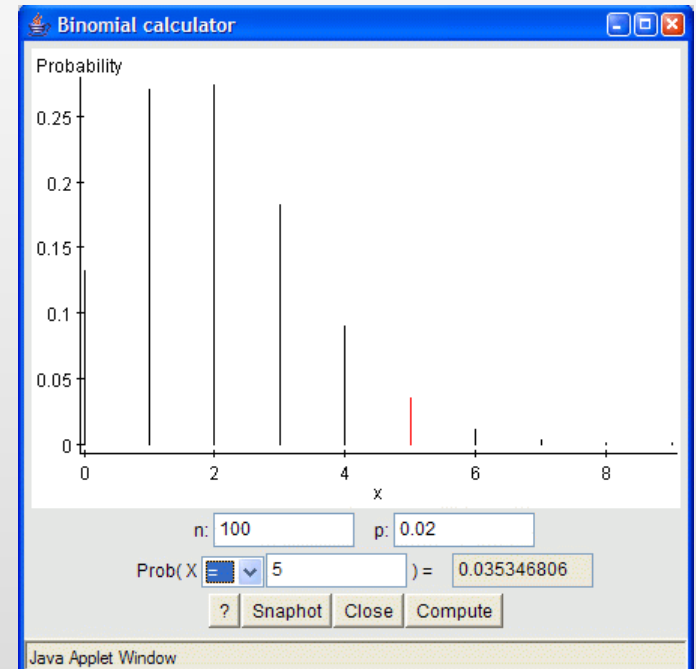 Binomial calculator
Probability
0.25
0.2
0.15
0.1
0.05
0
0 2 4 6 8
x
n: 100 p: 0.02
Prob( X = 5 ) = 0.035346806
? Snaphot Close Compute
Java Applet Window